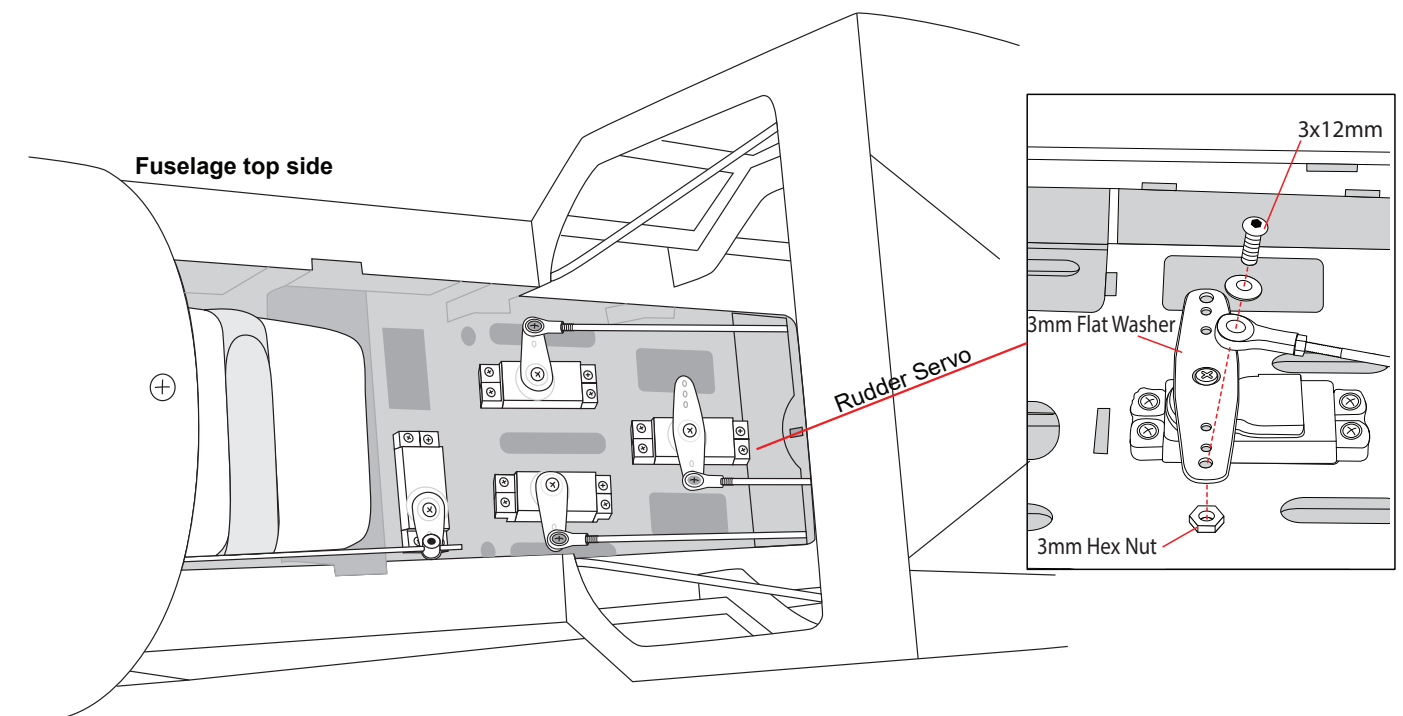 Fuselage top side
Rudder Servo
3x12mm
3mm Flat Washer
3mm Hex Nut